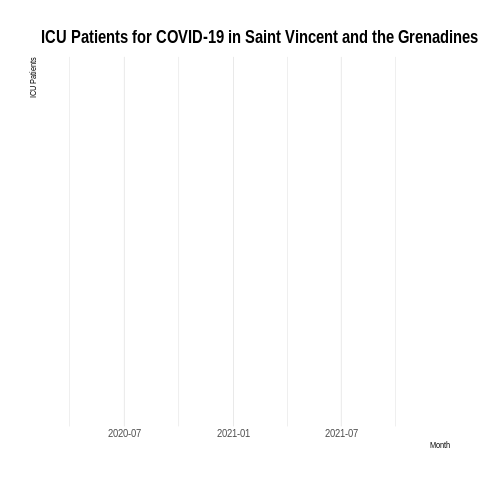 ICU Patients for COVID-19 in Saint Vincent and the Grenadines
ICU Patients
2020-07
2021-01
2021-07
Month